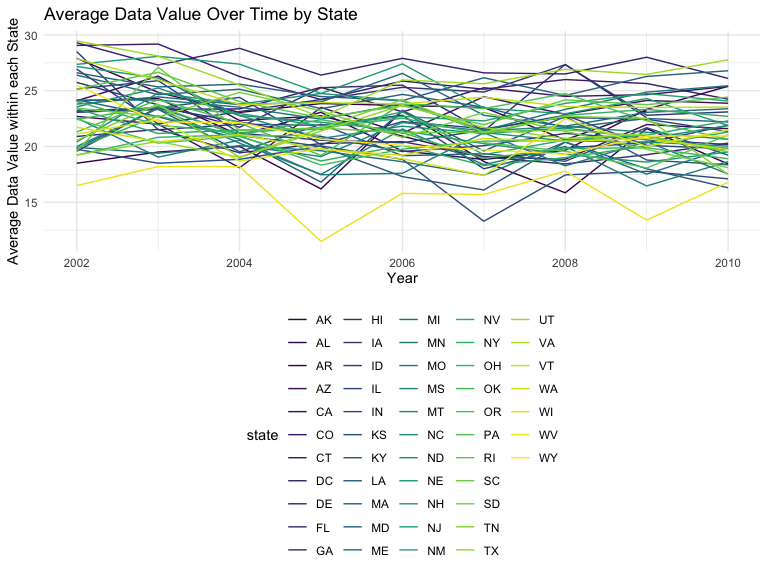 Average Data Value Over Time by State
Average Data Value within each State
30
25
20
15
2002 2004 2006 2008 2010
Year
state
AK HI MI NV UT
AL IA MN NY VA
AR ID MO OH VT
AZ IL MS OK WA
CA IN MT OR WI
CO KS NC PA WV
CT KY ND RI WY
DC LA NE SC
DE MA NH SD
FL MD NJ TN
GA ME NM TX